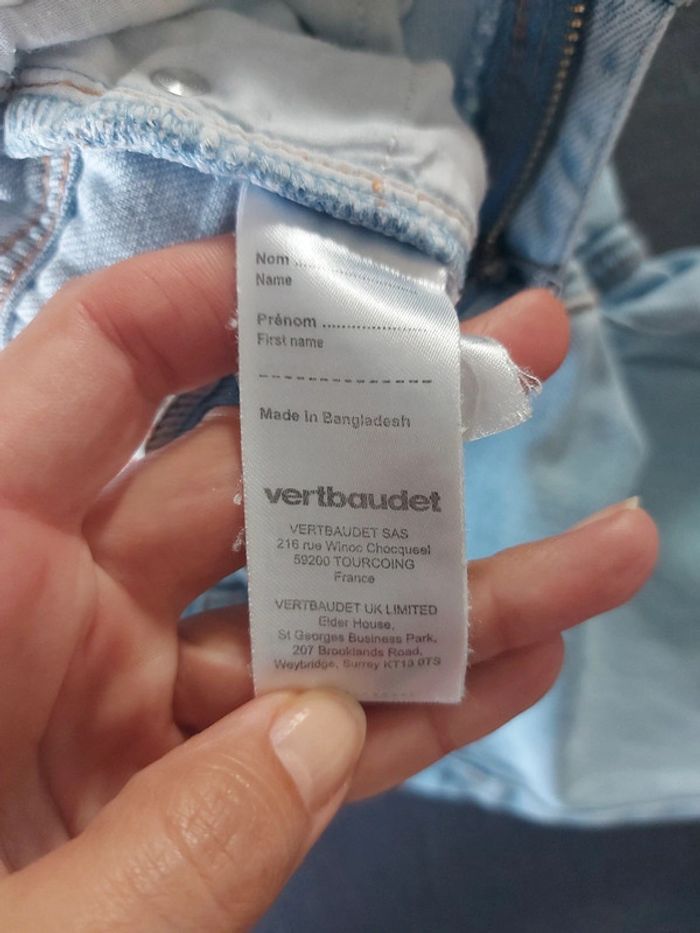 Nom ..............................
Name
Prénom .........................
First name
Made in Bangladesh
vertbaudet
VERTBAUDET SAS
216 rue Winoc Chocqueel
59200 TOURCOING
France
VERTBAUDET UK LIMITED
Elder House,
St Georges Business Park,
207 Brooklands Road,
Weybridge, Surrey KT13 0TS